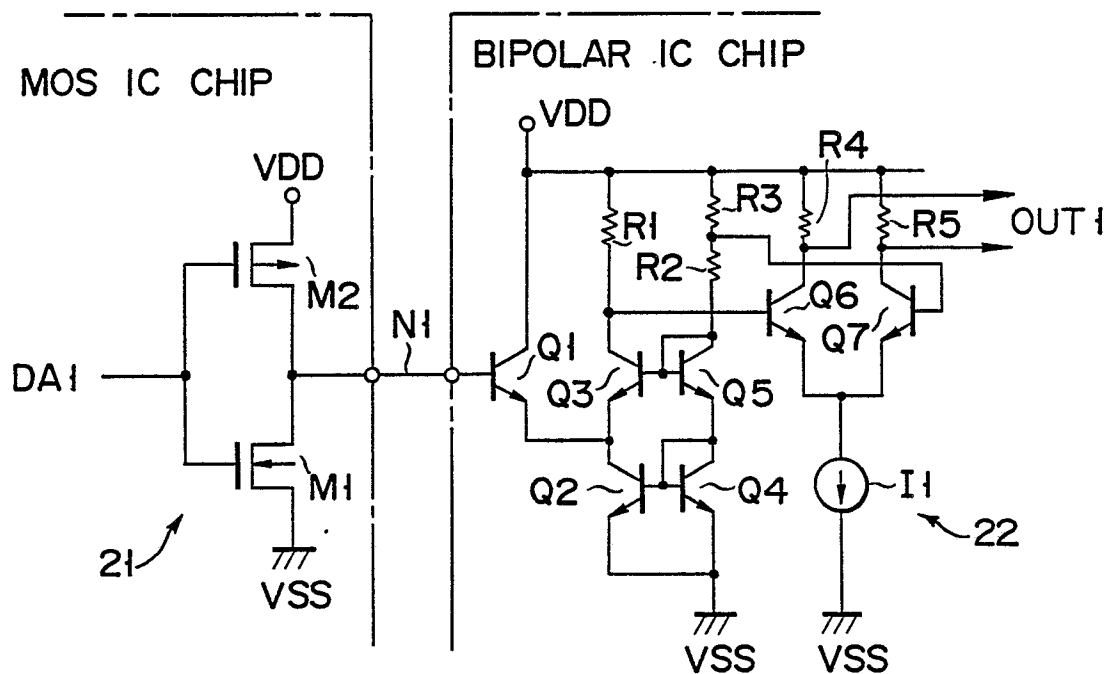 MOS IC CHIP
BIPOLAR IC CHIP
VDD
VDD
R4
R3
R1
R5
OUT1
R2
M2
Q6
Q7
N1
Q1
DA1
Q3
Q5
M1
Q2
Q4
I1
21
22
VSS
VSS
VSS